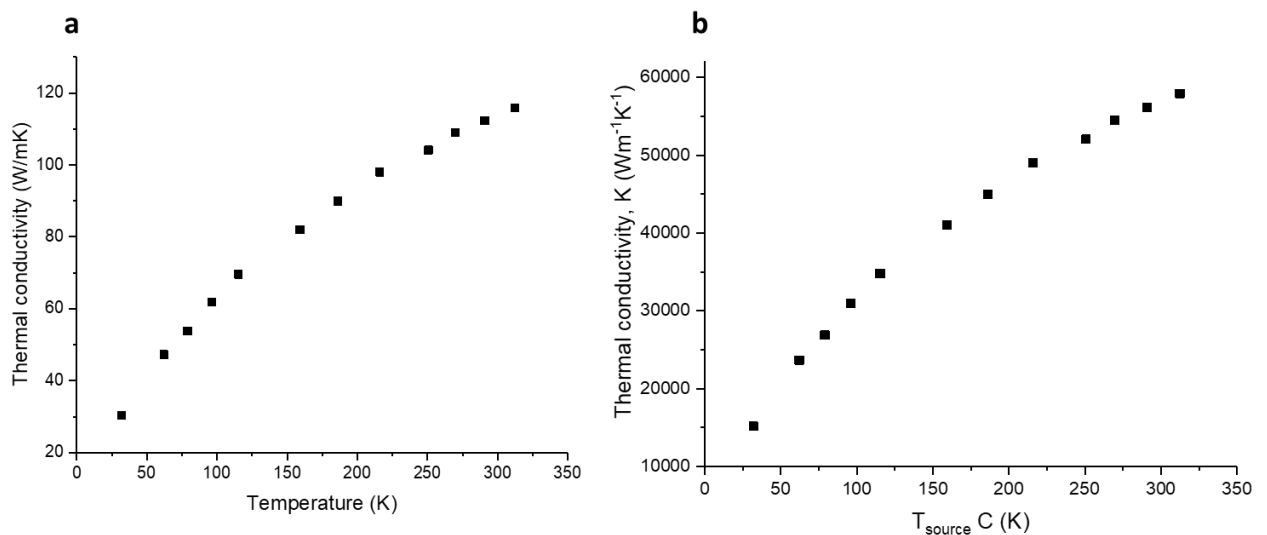 a
Thermal conductivity (W/mK)
120
100
80
60
40
20
0 50 100 150 200 250 300 350
Temperature (K)
b
Thermal conductivity, K (Wm-1K-1)
60000
50000
40000
30000
20000
10000
0 50 100 150 200 250 300 350
Tsource C (K)